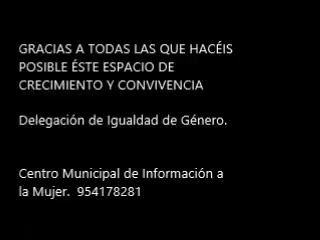 GRACIAS A TODAS LAS QUE HACÉIS
POSIBLE ÉSTE ESPACIO DE
CRECIMIENTO Y CONVIVENCIA
Delegación de Igualdad de Género.
Centro Municipal de Información a
la Mujer.  954178281